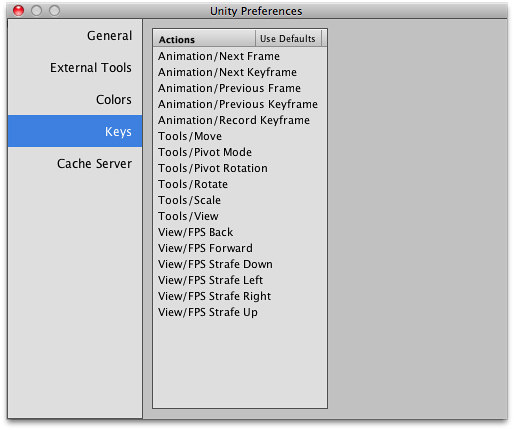 Unity Preferences
General
External Tools
Colors
Keys
Cache Server
Actions Use Defaults
Animation/Next Frame
Animation/Next Keyframe
Animation/Previous Frame
Animation/Previous Keyframe
Animation/Record Keyframe
Tools/Move
Tools/Pivot Mode
Tools/Pivot Rotation
Tools/Rotate
Tools/Scale
Tools/View
View/FPS Back
View/FPS Forward
View/FPS Strafe Down
View/FPS Strafe Left
View/FPS Strafe Right
View/FPS Strafe Up